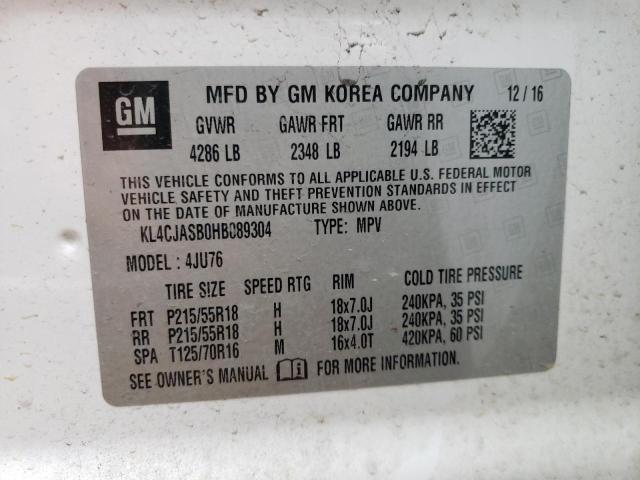 GM MFD BY GM KOREA COMPANY 12 / 16
GVWR GAWR FRT GAWR RR
4286 LB 2348 LB 2194 LB
THIS VEHICLE CONFORMS TO ALL APPLICABLE U.S. FEDERAL MOTOR
VEHICLE SAFETY AND THEFT PREVENTION STANDARDS IN EFFECT
ON THE DATE OF MANUFACTURE SHOWN ABOVE.
KL4CJASB0HB089304 TYPE: MPV
MODEL : 4JU76
TIRE SIZE SPEED RTG RIM COLD TIRE PRESSURE
FRT P215/55R18 H 18x7.0J 240KPA, 35 PSI
RR P215/55R18 H 18x7.0J 240KPA, 35 PSI
SPA T125/70R16 M 16x4.0T 420KPA, 60 PSI
SEE OWNER'S MANUAL FOR MORE INFORMATION.